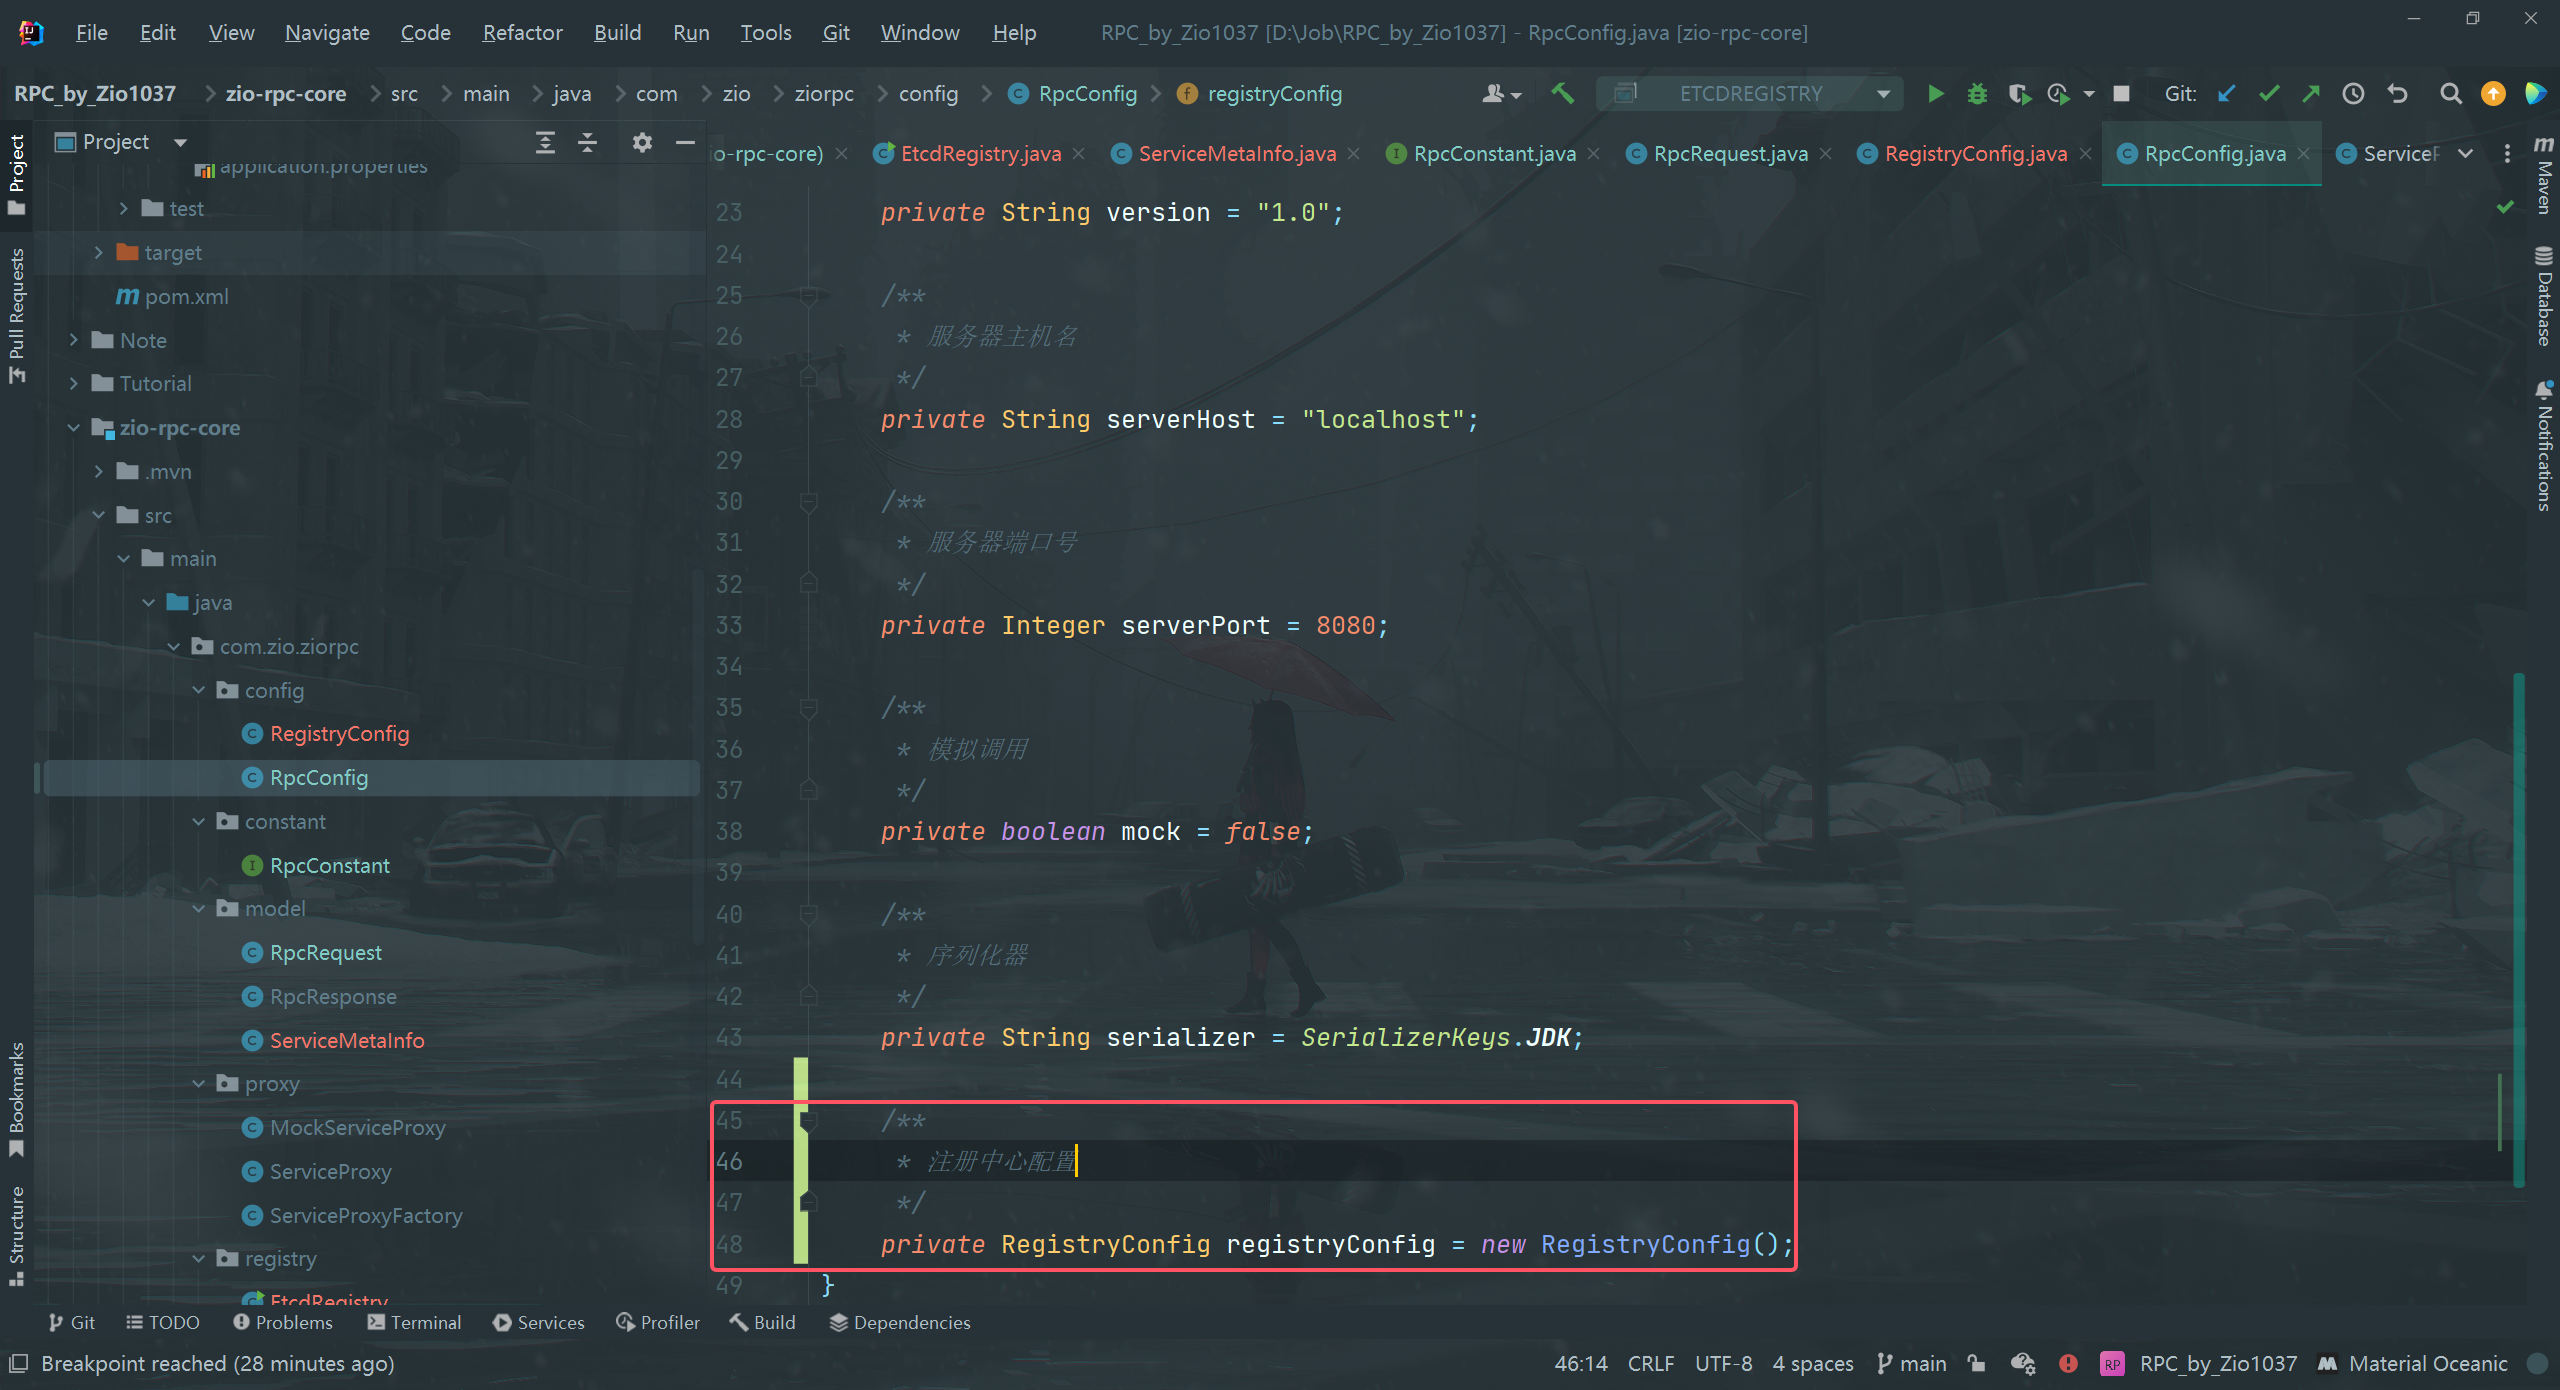 File Edit View Navigate Code Refactor Build Run Tools Git Window Help RPC_by_Zio1037 [D:\Job\RPC_by_Zio1037] - RpcConfig.java [zio-rpc-core]
RPC_by_Zio1037 zio-rpc-core src main java com zio ziorpc config RpcConfig registryConfig ETCDREGISTRY Git:
Project
io-rpc-core) EtcdRegistry.java ServiceMetaInfo.java RpcConstant.java RpcRequest.java RegistryConfig.java RpcConfig.java
Project
Pull Requests
Bookmarks
Structure
application.properties
test
target
pom.xml
Note
Tutorial
zio-rpc-core
.mvn
src
main
java
com.zio.ziorpc
config
RegistryConfig
RpcConfig
constant
RpcConstant
model
RpcRequest
RpcResponse
ServiceMetaInfo
proxy
MockServiceProxy
ServiceProxy
ServiceProxyFactory
registry
EtcdRegistry
23 private String version = "1.0";
24
25 /**
26 * 服务器主机名
27 */
28 private String serverHost = "localhost";
29
30 /**
31 * 服务器端口号
32 */
33 private Integer serverPort = 8080;
34
35 /**
36 * 模拟调用
37 */
38 private boolean mock = false;
39
40 /**
41 * 序列化器
42 */
43 private String serializer = SerializerKeys.JDK;
44
45 /**
46 * 注册中心配置
47 */
48 private RegistryConfig registryConfig = new RegistryConfig();
49 }
Maven
Database
Notifications
Git TODO Problems Terminal Services Profiler Build Dependencies
Breakpoint reached (28 minutes ago) 46:14 CRLF UTF-8 4 spaces main RP RPC_by_Zio1037 Material Oceanic